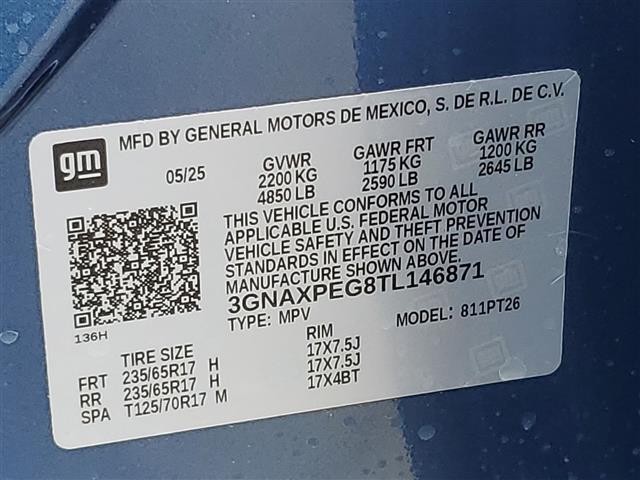 gm
MFD BY GENERAL MOTORS DE MEXICO, S. DE R.L. DE C.V.
05/25
GVWR GAWR FRT GAWR RR
2200 KG 1175 KG 1200 KG
4850 LB 2590 LB 2645 LB
THIS VEHICLE CONFORMS TO ALL
APPLICABLE U.S. FEDERAL MOTOR
VEHICLE SAFETY AND THEFT PREVENTION
STANDARDS IN EFFECT ON THE DATE OF
MANUFACTURE SHOWN ABOVE.
3GNAXPEG8TL146871
TYPE: MPV MODEL: 811PT26
136H
TIRE SIZE RIM
FRT 235/65R17 H 17X7.5J
RR 235/65R17 H 17X7.5J
SPA T125/70R17 M 17X4BT